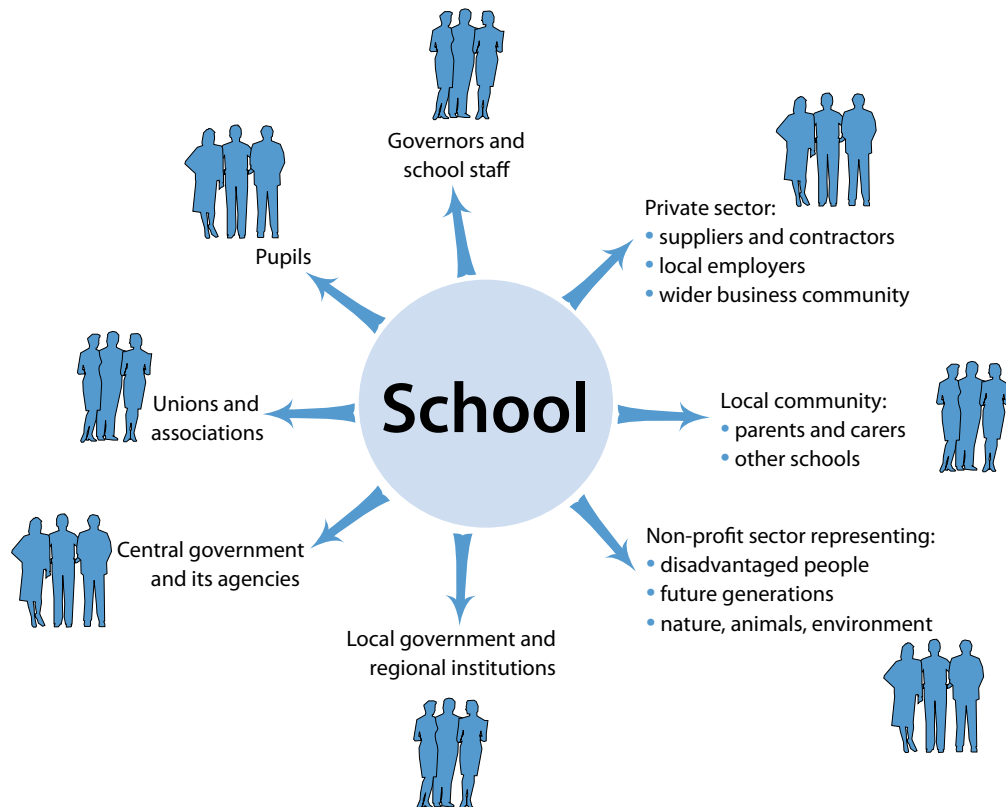 Governors and
school staff
Private sector:
• suppliers and contractors
• local employers
• wider business community
Pupils
School
Unions and
associations
Local community:
• parents and carers
• other schools
Central government
and its agencies
Non-profit sector representing:
• disadvantaged people
• future generations
• nature, animals, environment
Local government and
regional institutions